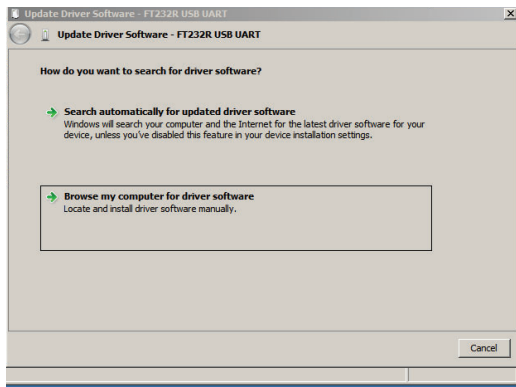 Update Driver Software - FT232R USB UART
Update Driver Software - FT232R USB UART
How do you want to search for driver software?
Search automatically for updated driver software
Windows will search your computer and the Internet for the latest driver software for your
device, unless you've disabled this feature in your device installation settings.
Browse my computer for driver software
Locate and install driver software manually.
Cancel